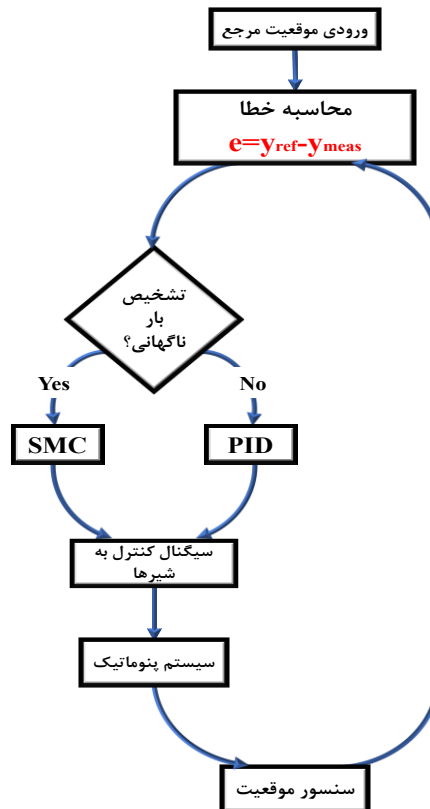 ورودی موقعیت مرجع
محاسبه خطا
e=yref-ymeas
تشخیص
بار
ناگهانی؟
Yes
No
SMC
PID
سیگنال کنترل به
شیرها
سیستم پنوماتیک
سنسور موقعیت